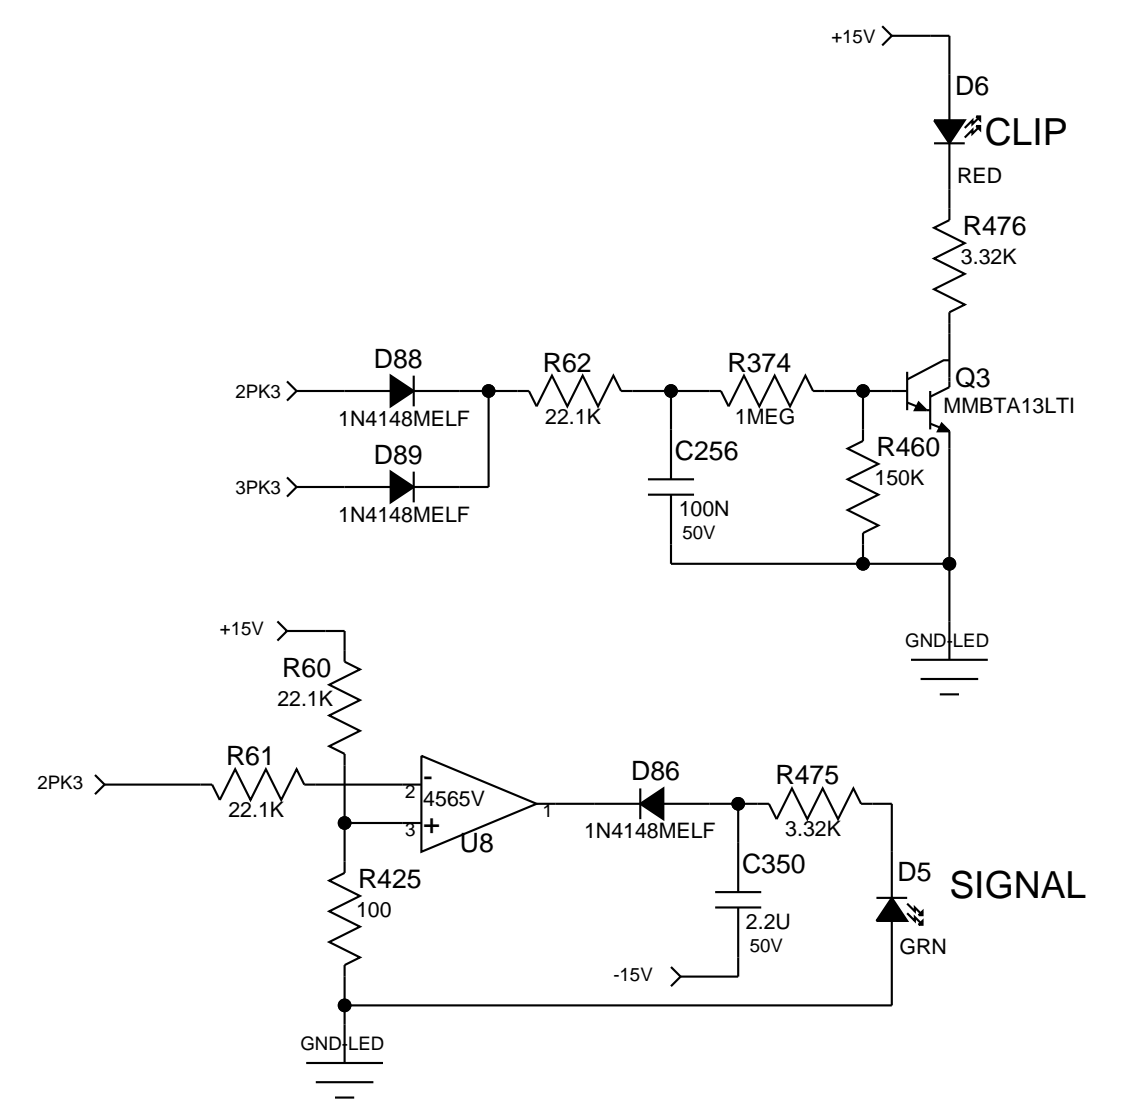 +15V
D6
CLIP
RED
R476
3.32K
D88
R62
R374
2PK3
Q3
1N4148MELF
22.1K
1MEG
MMBTA13LTI
D89
C256
R460
150K
3PK3
100N
1N4148MELF
50V
+15V
GND-LED
R60
22.1K
R61
2PK3
22.1K
-
2
4565V
3
+
U8
1
D86
R475
1N4148MELF
3.32K
C350
D5
SIGNAL
R425
100
2.2U
50V
GRN
-15V
GND-LED